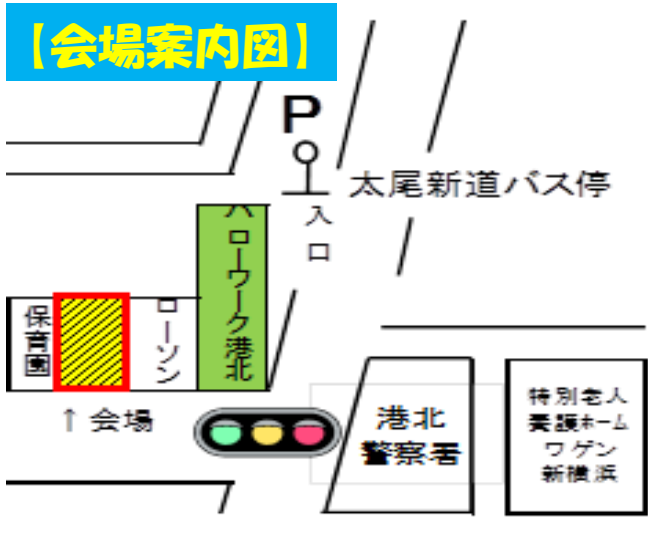 【会場案内図】
P
太尾新道バス停
入口
ハローワーク港北
保育園
ローソン
↑会場
港北
警察署
特別老人
養護ホーム
ワゲン
新横浜